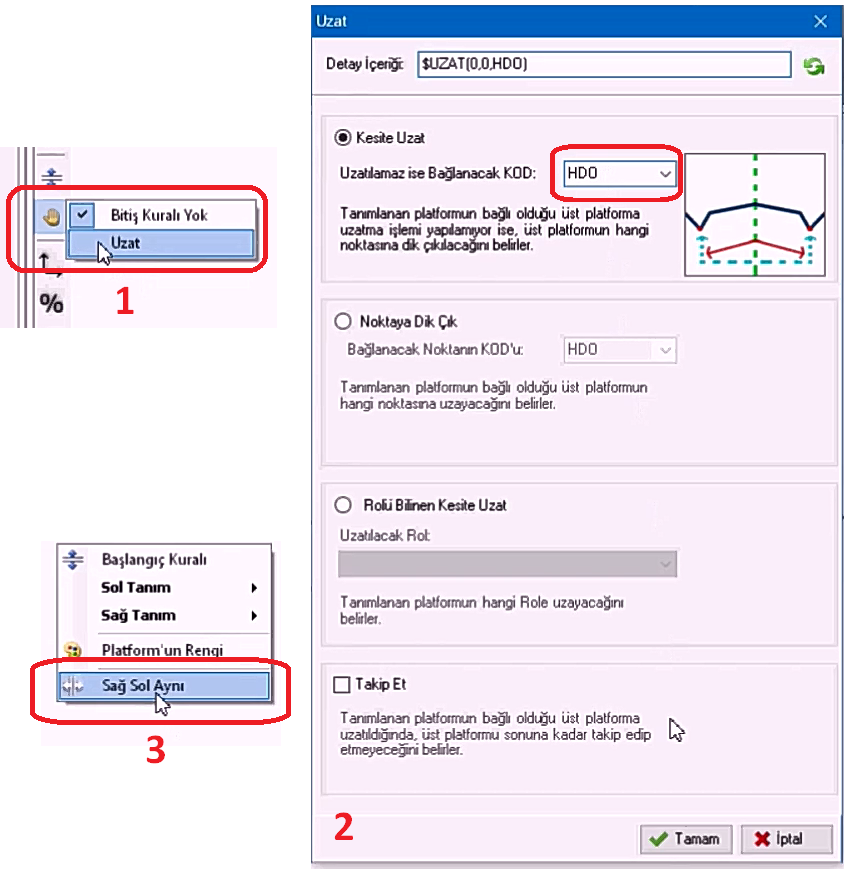 Bitiş Kuralı Yok
Uzat
%
1
Uzat
Detay İçeriği:
$UZAT(0,0,HDO)
Kesite Uzat
Uzatılamaz ise Bağlanacak KOD:
HDO
Tanımlanan platformun bağlı olduğu üst platforma
uzatma işlemi yapılamıyor ise, üst platformun hangi
noktasına dik çıkılacağını belirler.
Noktaya Dik Çık
Bağlanacak Noktanın KOD'u:
HDO
Tanımlanan platformun bağlı olduğu üst platformun
hangi noktasına uzayacağını belirler.
Rolü Bilinen Kesite Uzat
Uzatılacak Rol:
Tanımlanan platformun hangi Role uzayacağını
belirler.
Takip Et
Tanımlanan platformun bağlı olduğu üst platforma
uzatıldığında, üst platformu sonuna kadar takip edip
etmeyeceğini belirler.
2
Tamam
İptal
Başlangıç Kuralı
Sol Tanım
Sağ Tanım
Platform'un Rengi
Sağ Sol Aynı
3